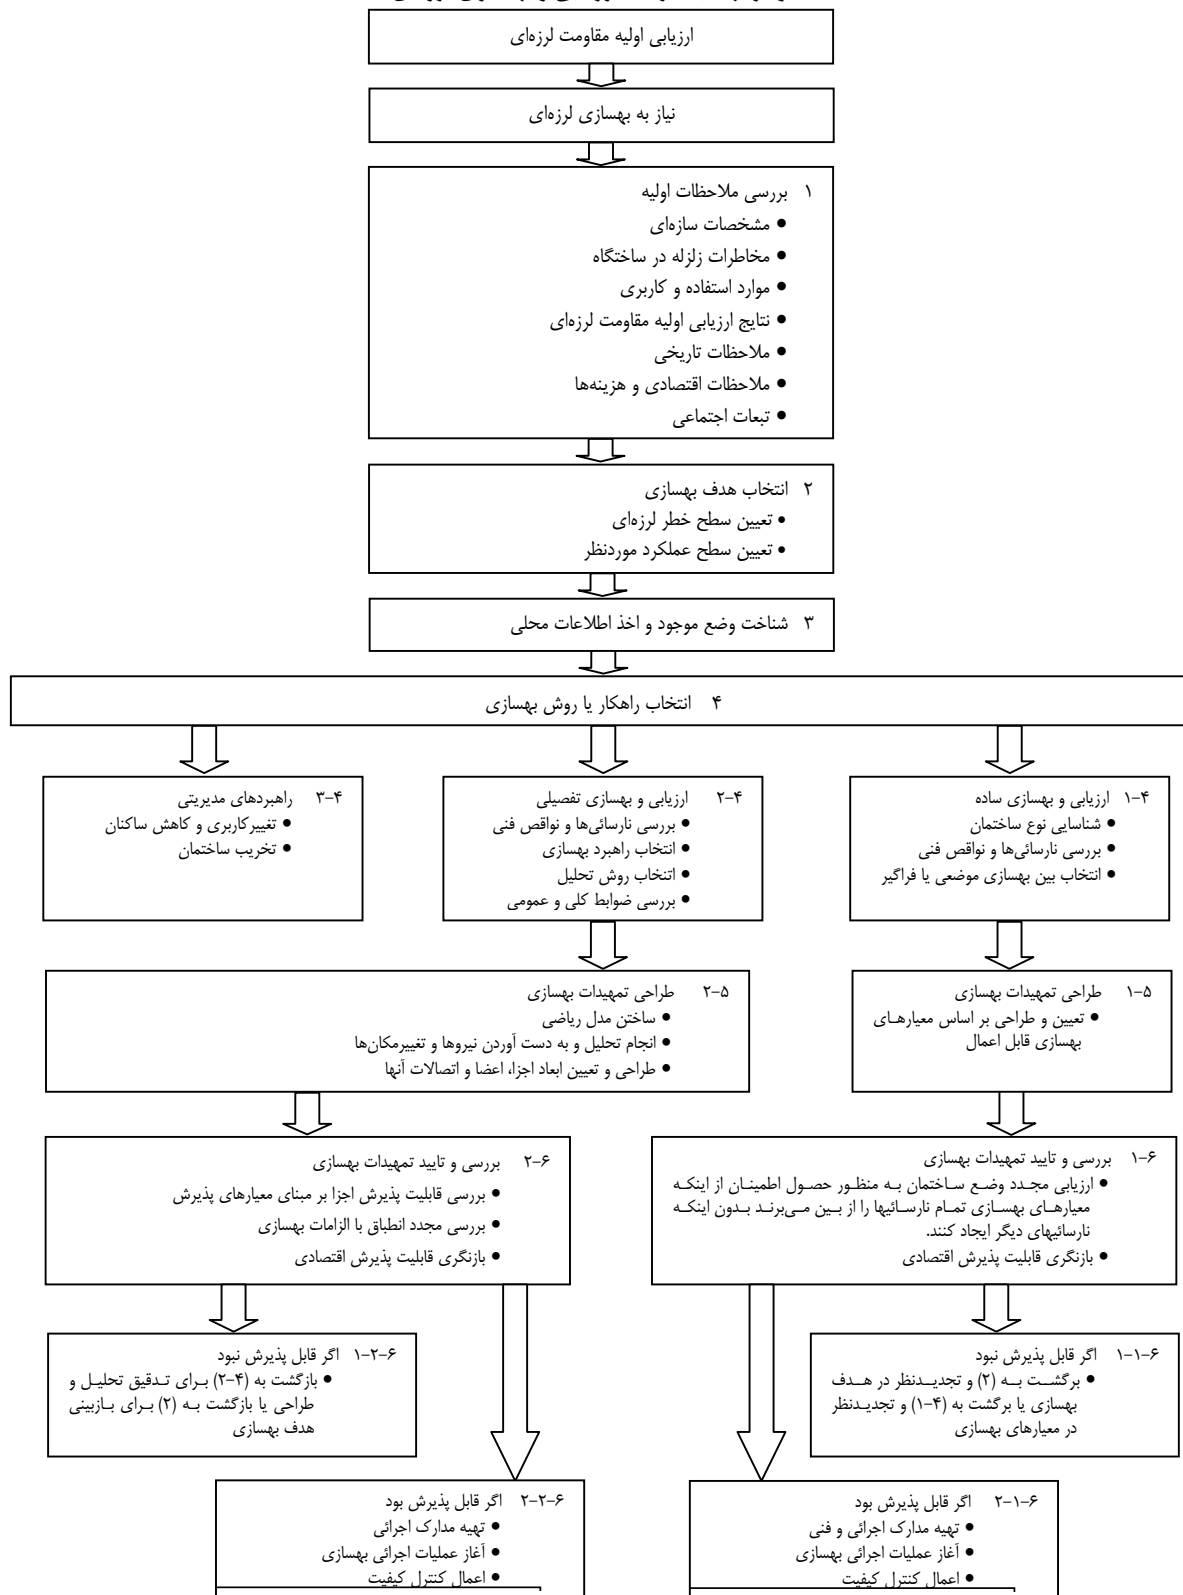 ارزیابی اولیه مقاومت لرزه‌ای
نیاز به بهسازی لرزه‌ای
۱ بررسی ملاحظات اولیه
● مشخصات سازه‌ای
● مخاطرات زلزله در ساختگاه
● موارد استفاده و کاربری
● نتایج ارزیابی اولیه مقاومت لرزه‌ای
● ملاحظات تاریخی
● ملاحظات اقتصادی و هزینه‌ها
● تبعات اجتماعی
۲ انتخاب هدف بهسازی
● تعیین سطح خطر لرزه‌ای
● تعیین سطح عملکرد موردنظر
۳ شناخت وضع موجود و اخذ اطلاعات محلی
۴ انتخاب راهکار یا روش بهسازی
۴-۱ ارزیابی و بهسازی ساده
● شناسایی نوع ساختمان
● بررسی نارسائی‌ها و نواقص فنی
● انتخاب بین بهسازی موضعی یا فراگیر
۴-۲ ارزیابی و بهسازی تفصیلی
● بررسی نارسائی‌ها و نواقص فنی
● انتخاب راهبرد بهسازی
● اتنخاب روش تحلیل
● بررسی ضوابط کلی و عمومی
۴-۳ راهبردهای مدیریتی
● تغییرکاربری و کاهش ساکنان
● تخریب ساختمان
۵-۱ طراحی تمهیدات بهسازی
● تعیین و طراحی بر اساس معیارهای
بهسازی قابل اعمال
۵-۲ طراحی تمهیدات بهسازی
● ساختن مدل ریاضی
● انجام تحلیل و به دست آوردن نیروها و تغییرمکان‌ها
● طراحی و تعیین ابعاد اجزا، اعضا و اتصالات آنها
۶-۱ بررسی و تایید تمهیدات بهسازی
● ارزیابی مجدد وضع ساختمان به منظور حصول اطمینان از اینکه
معیارهای بهسازی تمام نارسائیها را از بین می‌برند بدون اینکه
نارسائیهای دیگر ایجاد کنند.
● بازنگری قابلیت پذیرش اقتصادی
۶-۲ بررسی و تایید تمهیدات بهسازی
● بررسی قابلیت پذیرش اجزا بر مبنای معیارهای پذیرش
● بررسی مجدد انطباق با الزامات بهسازی
● بازنگری قابلیت پذیرش اقتصادی
۶-۱-۱ اگر قابل پذیرش نبود
● برگشت به (۲) و تجدیدنظر در هدف
بهسازی یا برگشت به (۴-۱) و تجدیدنظر
در معیارهای بهسازی
۶-۲-۱ اگر قابل پذیرش نبود
● بازگشت به (۴-۲) برای تدقیق تحلیل و
طراحی یا بازگشت به (۲) برای بازبینی
هدف بهسازی
۶-۱-۲ اگر قابل پذیرش بود
● تهیه مدارک اجرائی و فنی
● آغاز عملیات اجرائی بهسازی
● اعمال کنترل کیفیت
۶-۲-۲ اگر قابل پذیرش بود
● تهیه مدارک اجرائی
● آغاز عملیات اجرائی بهسازی
● اعمال کنترل کیفیت